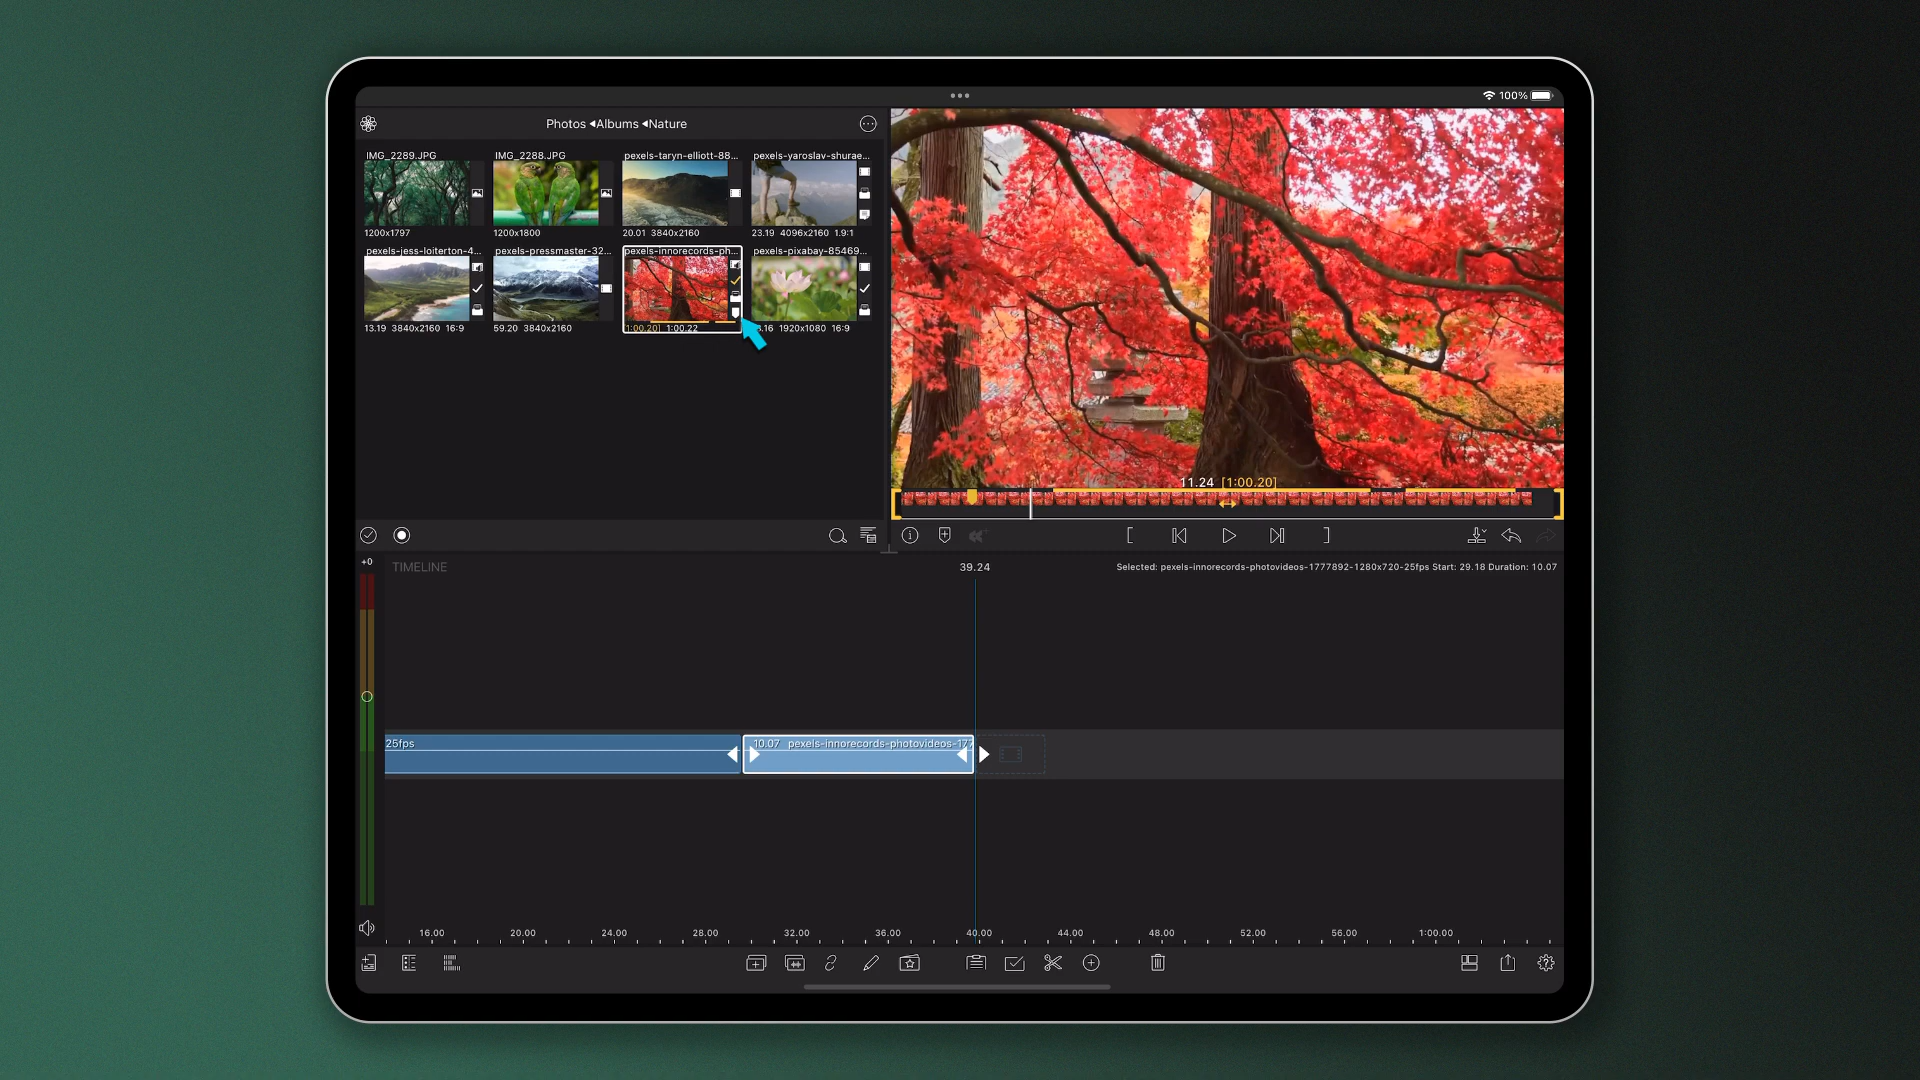 100%
Photos ◂Albums ◂Nature
IMG_2289.JPG
IMG_2288.JPG
pexels-taryn-elliott-88...
pexels-yaroslav-shurae...
1200x1797
1200x1800
20.01 3840x2160
23.19 4096x2160 1.9:1
pexels-jess-loiterton-4...
pexels-pressmaster-32...
pexels-innorecords-ph...
pexels-pixabay-85469...
13.19 3840x2160 16:9
59.20 3840x2160
[1:00.20] 1:00.22
.16 1920x1080 16:9
11.24 [1:00.20]
+0
TIMELINE
39.24
Selected: pexels-innorecords-photovideos-1777892-1280x720-25fps Start: 29.18 Duration: 10.07
25fps
10.07 pexels-innorecords-photovideos-177
16.00
20.00
24.00
28.00
32.00
36.00
40.00
44.00
48.00
52.00
56.00
1:00.00